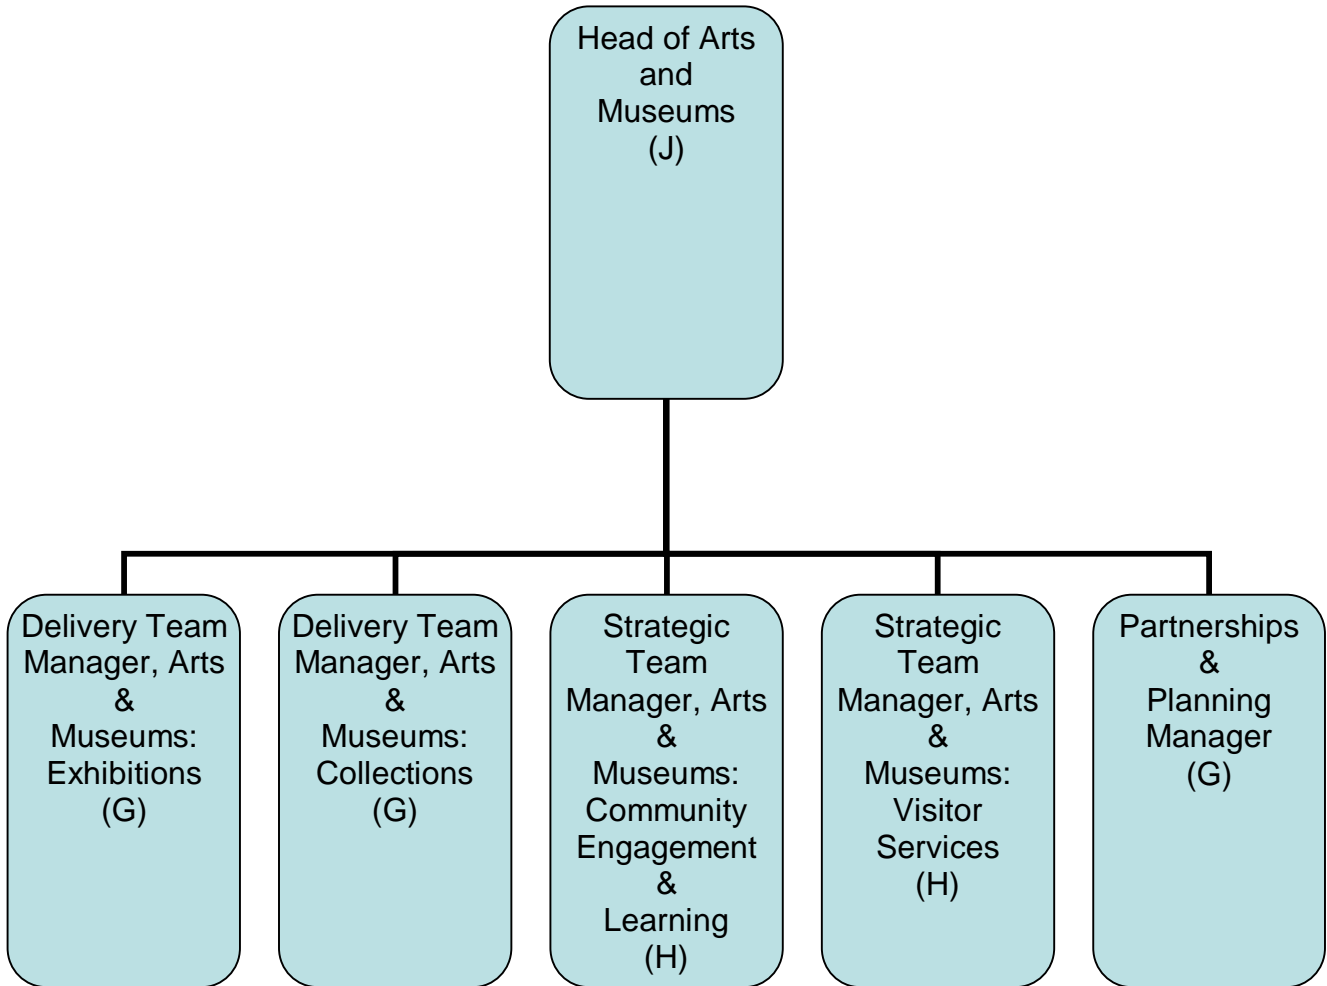 Head of Arts
and
Museums
(J)
Delivery Team
Manager, Arts
&
Museums:
Exhibitions
(G)
Delivery Team
Manager, Arts
&
Museums:
Collections
(G)
Strategic
Team
Manager, Arts
&
Museums:
Community
Engagement
&
Learning
(H)
Strategic
Team
Manager, Arts
&
Museums:
Visitor
Services
(H)
Partnerships
&
Planning
Manager
(G)